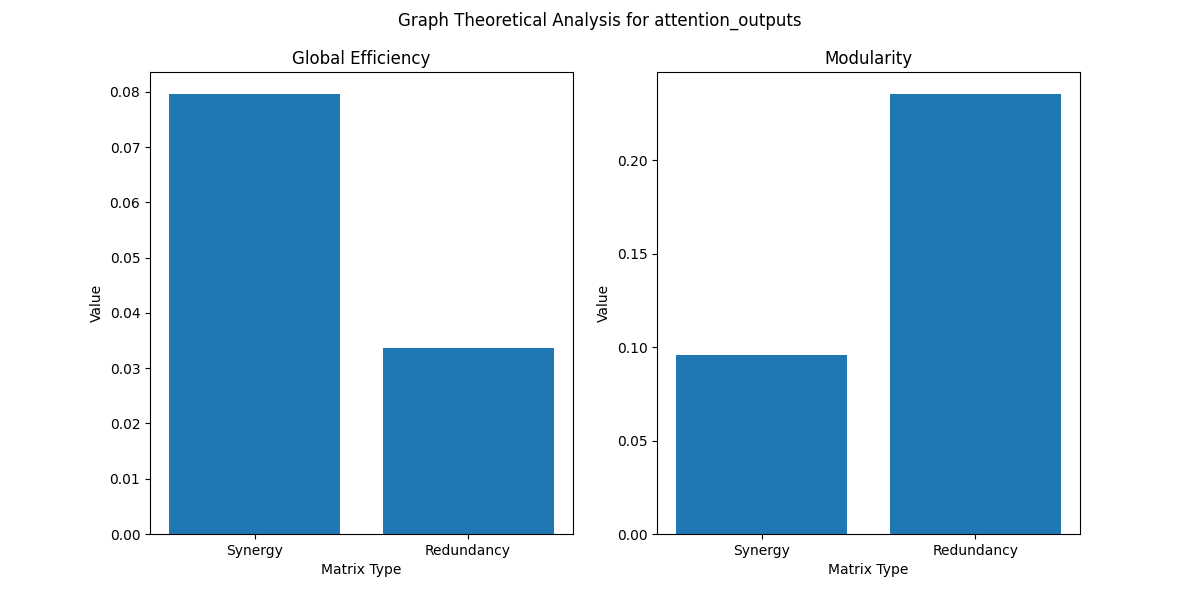 Graph Theoretical Analysis for attention_outputs
Global Efficiency
Value
0.08
0.07
0.06
0.05
0.04
0.03
0.02
0.01
0.00
Synergy
Redundancy
Matrix Type
Modularity
Value
0.20
0.15
0.10
0.05
0.00
Synergy
Redundancy
Matrix Type